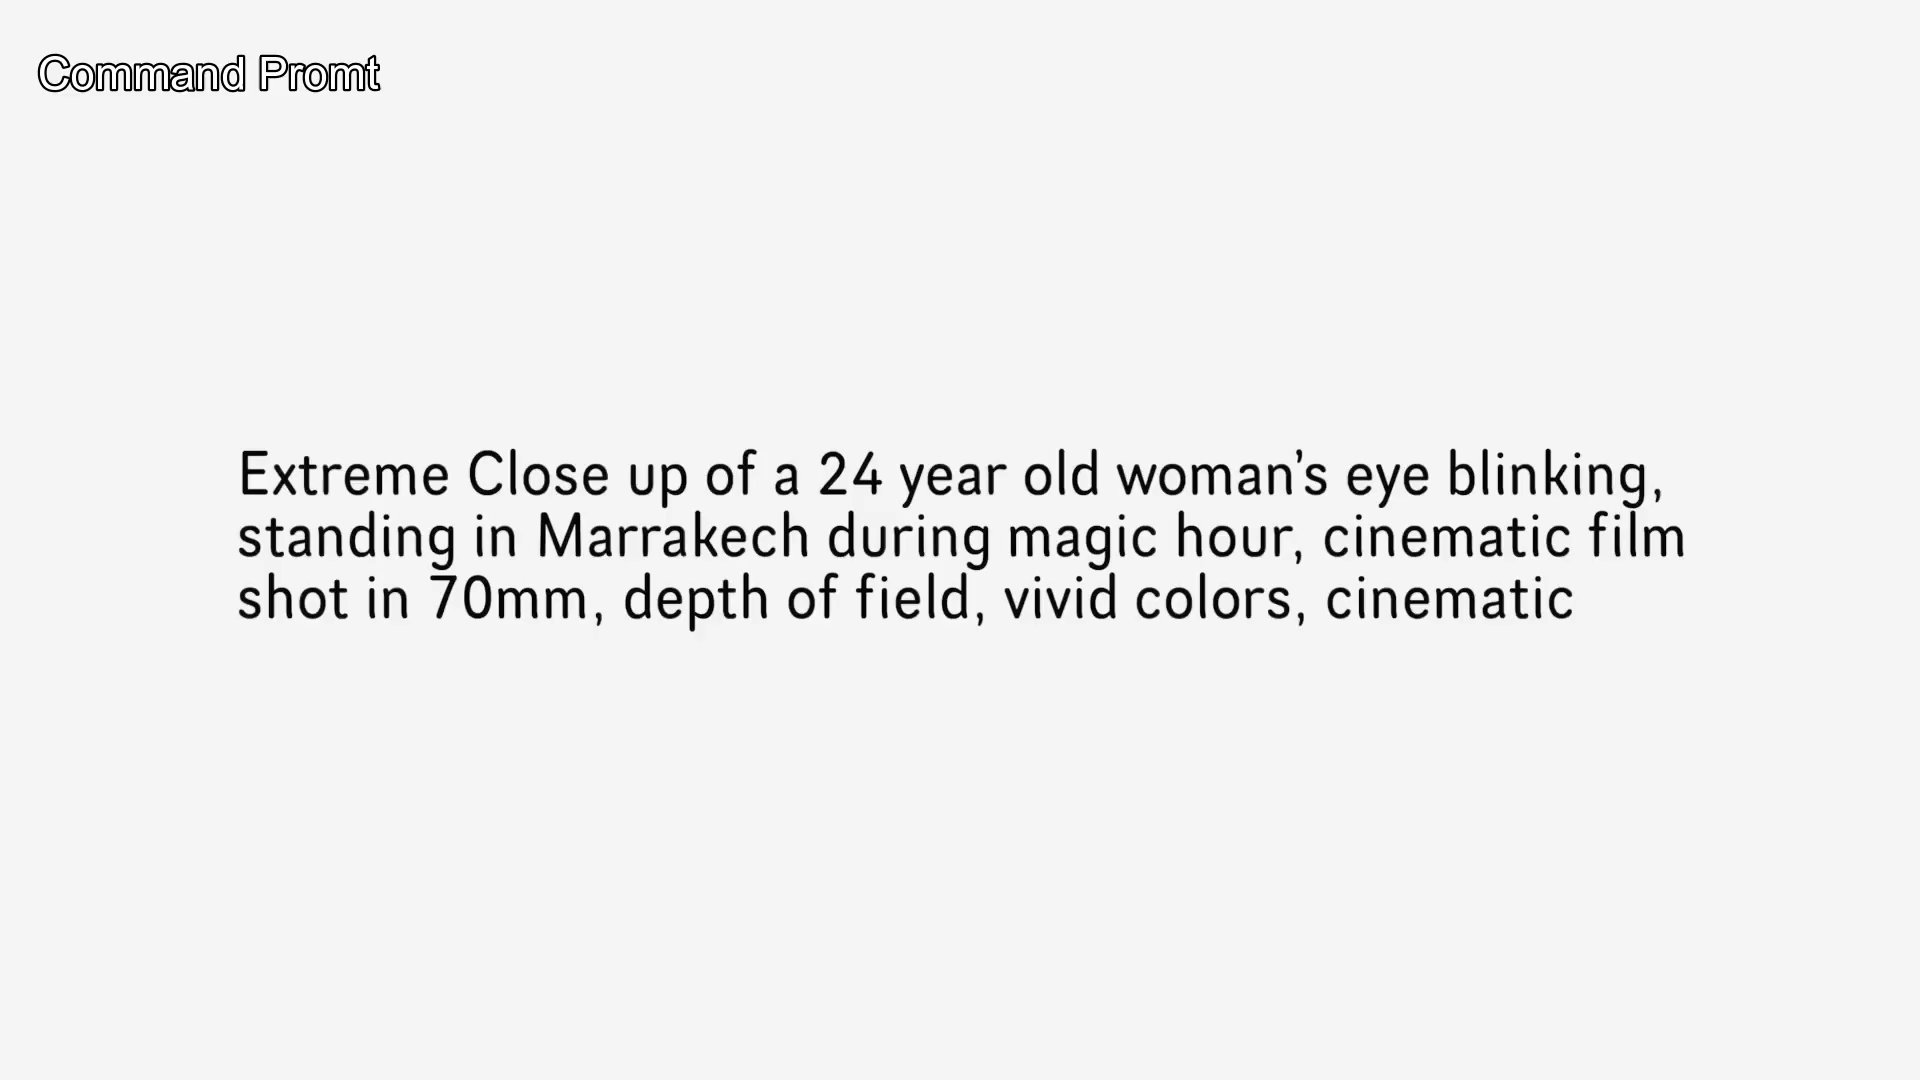 Command Promt
Extreme Close up of a 24 year old woman’s eye blinking,
standing in Marrakech during magic hour, cinematic film
shot in 70mm, depth of field, vivid colors, cinematic